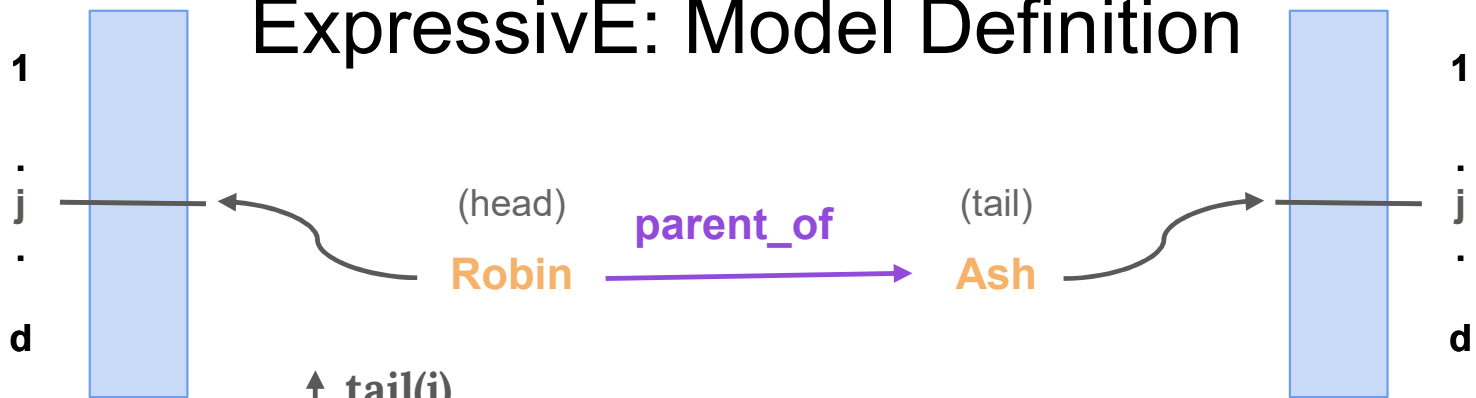 ExpressivE: Model Definition
1
.
j
.
d
(head)
parent_of
(tail)
Robin
Ash
tail(j)
1
.
j
.
d